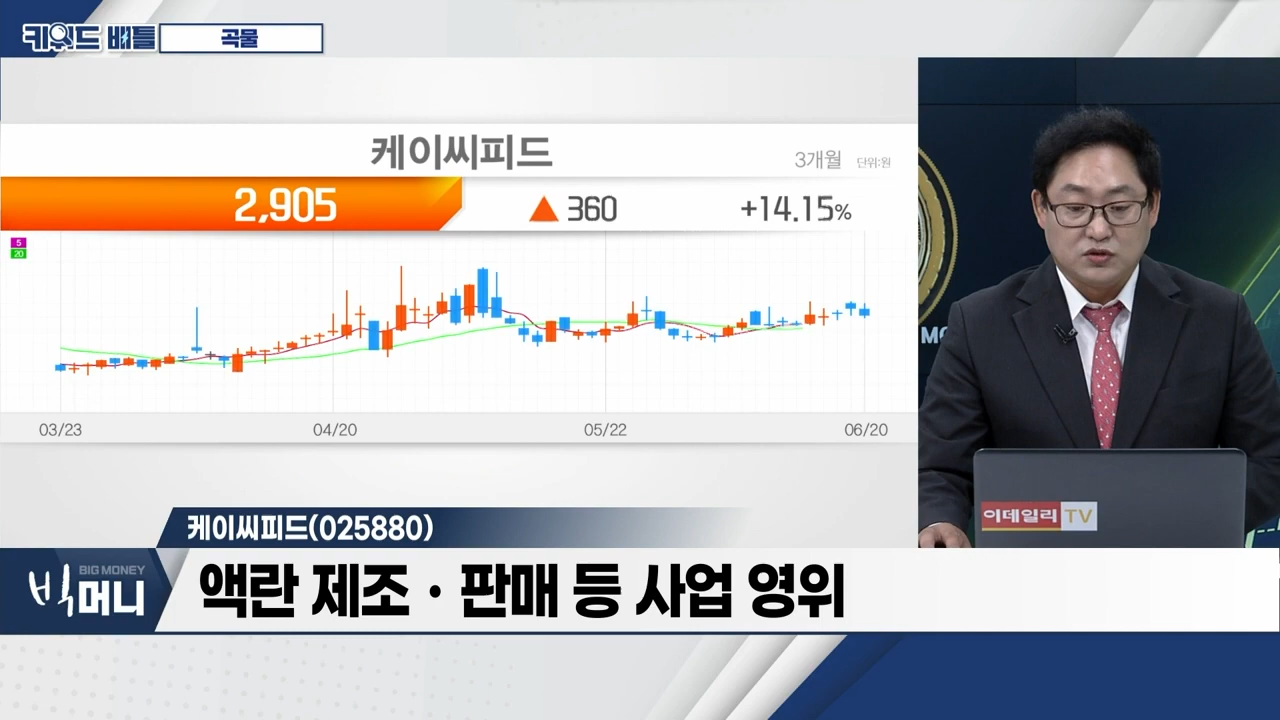 키워드 배틀
곡물
케이씨피드
3개월 단위:원
2,905 ▲ 360 +14.15%
5
20
03/23 04/20 05/22 06/20
MO
이데일리TV
케이씨피드(025880)
BIG MONEY
빅머니
액란 제조·판매 등 사업 영위